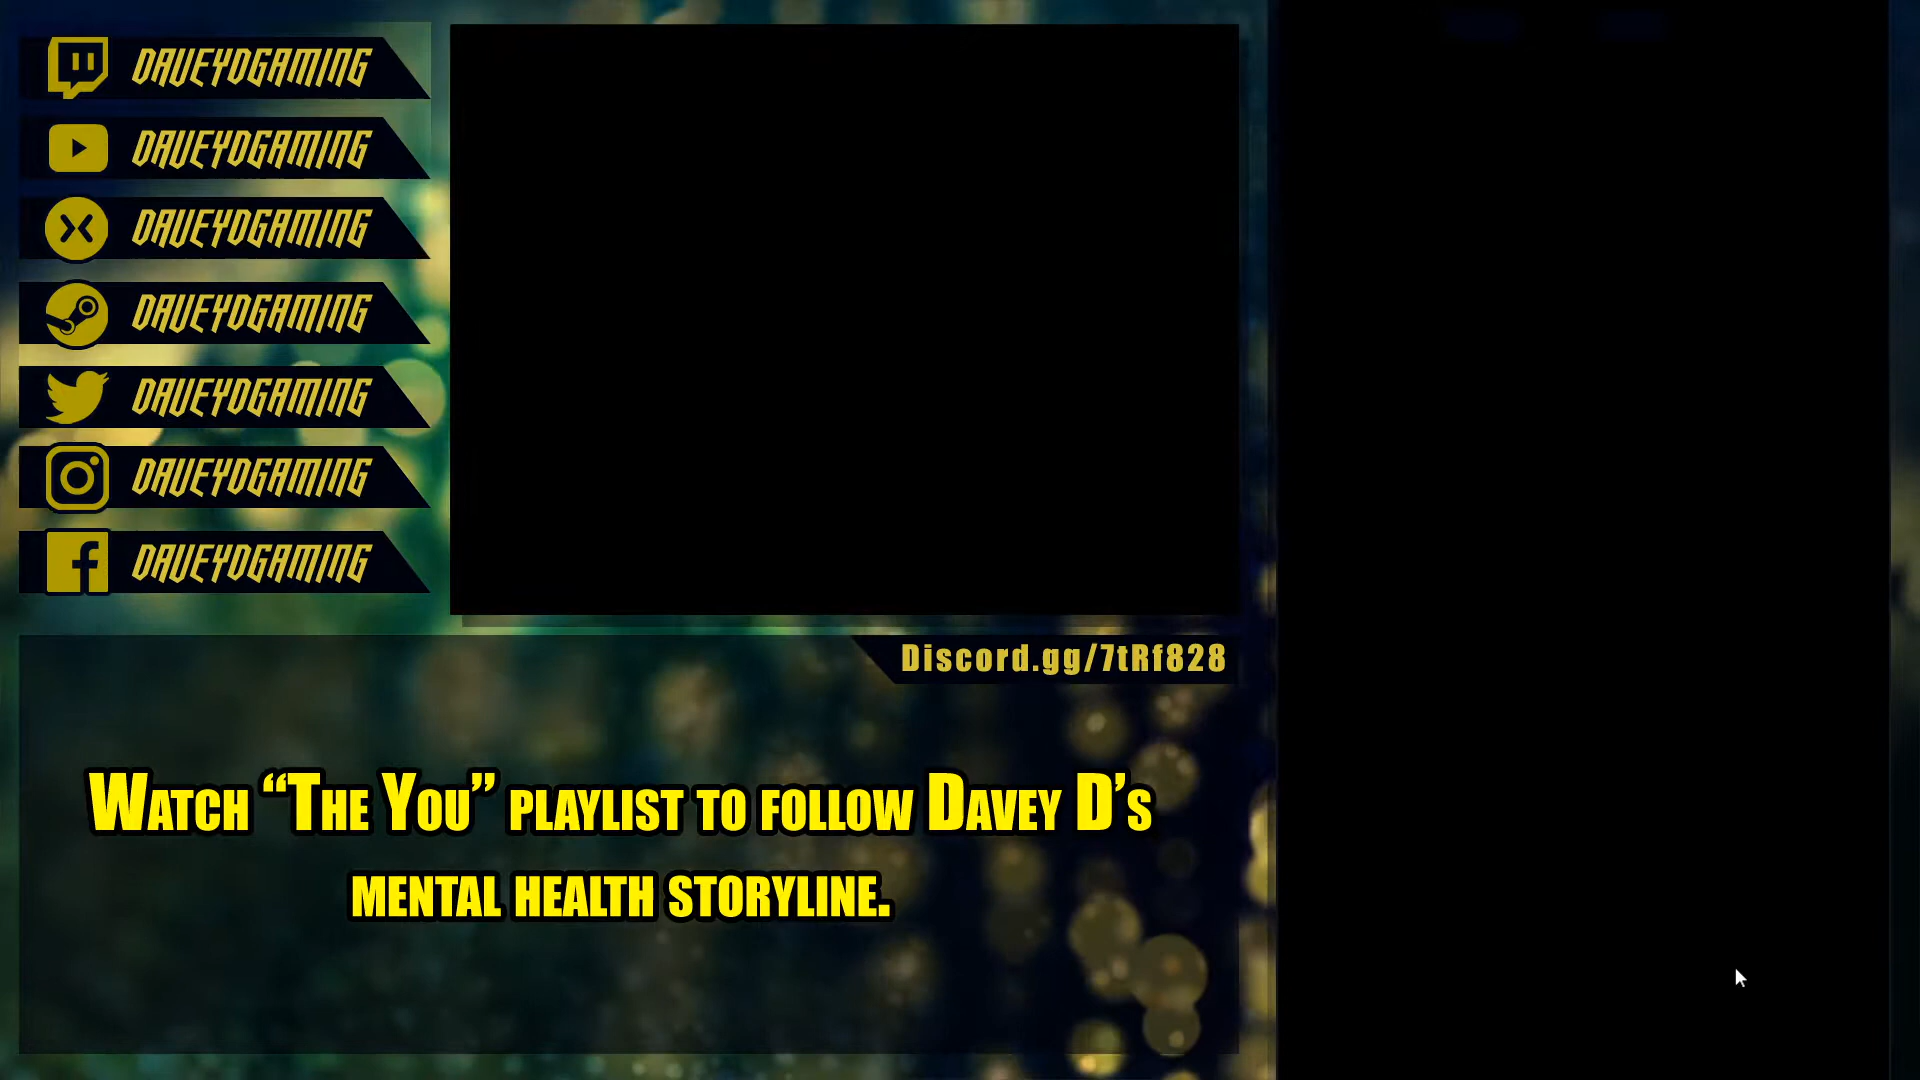 DAVEYDGAMING
DAVEYDGAMING
DAVEYDGAMING
DAVEYDGAMING
DAVEYDGAMING
DAVEYDGAMING
DAVEYDGAMING
Discord.gg/7tRf828
Watch “The You” playlist to follow Davey D’s
mental health storyline.